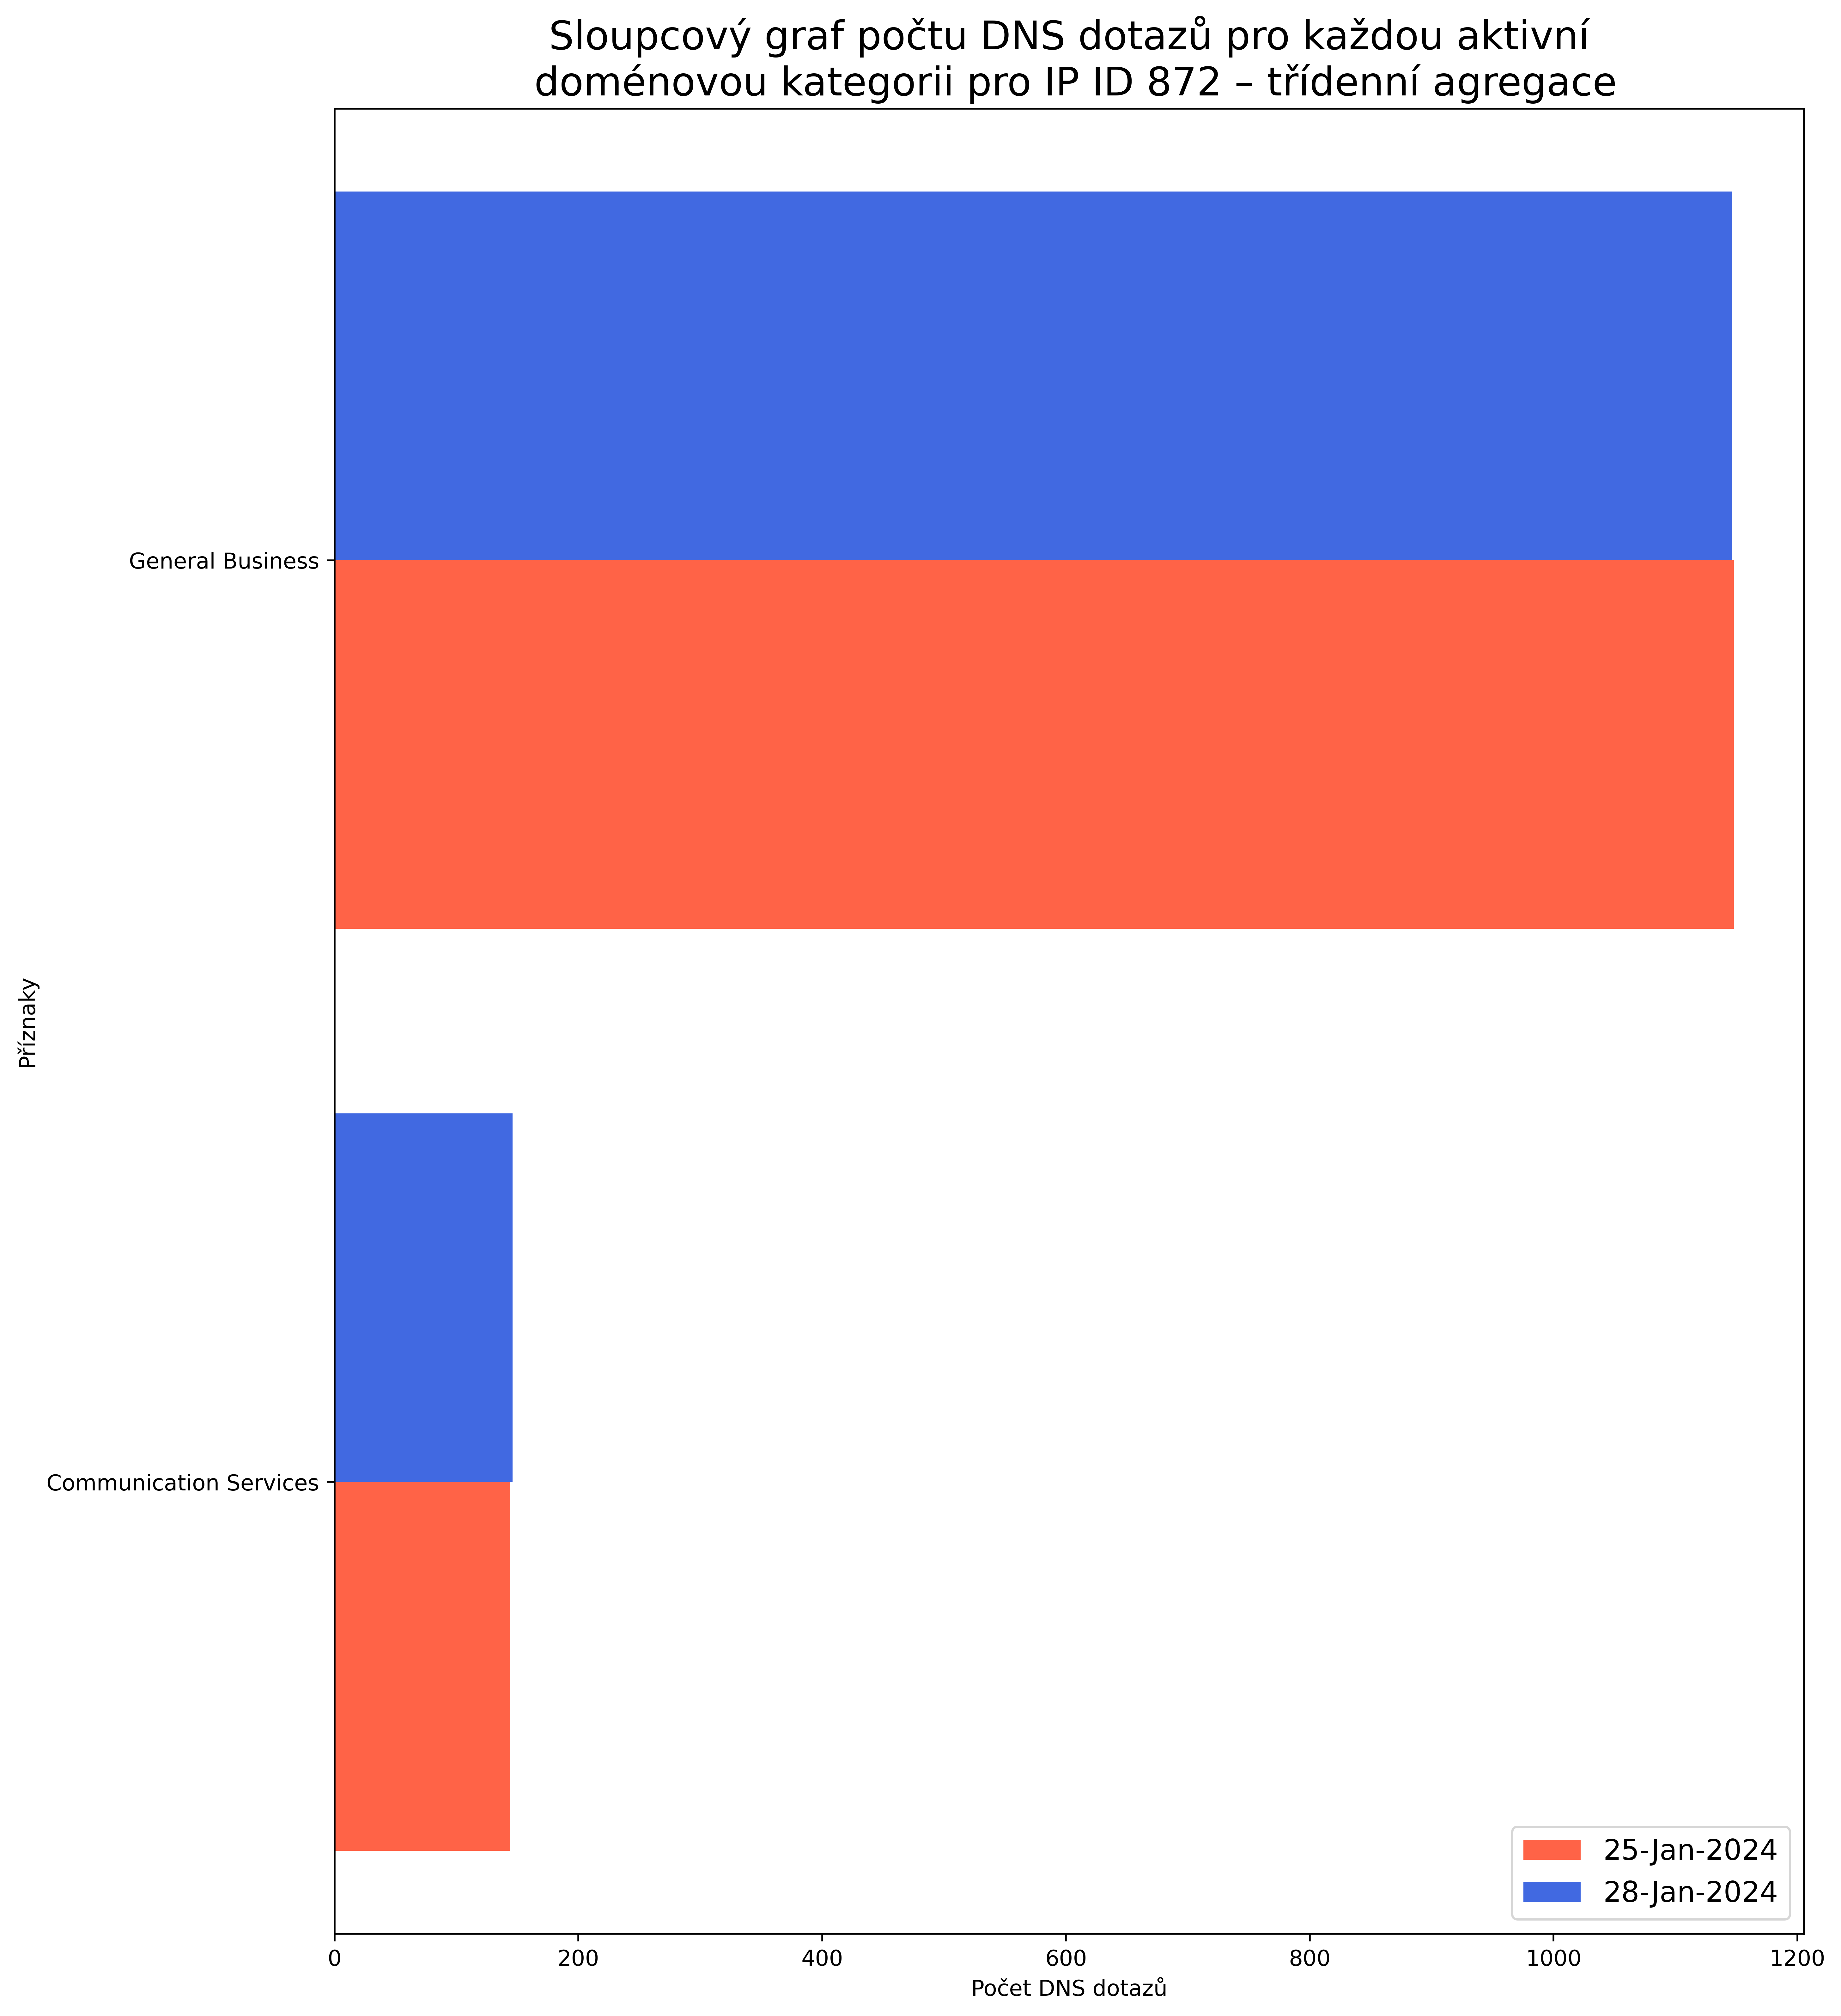 Sloupcový graf počtu DNS dotazů pro každou aktivní
doménovou kategorii pro IP ID 872 – třídenní agregace
General Business
Příznaky
Communication Services
25-Jan-2024
28-Jan-2024
0 200 400 600 800 1000 1200
Počet DNS dotazů